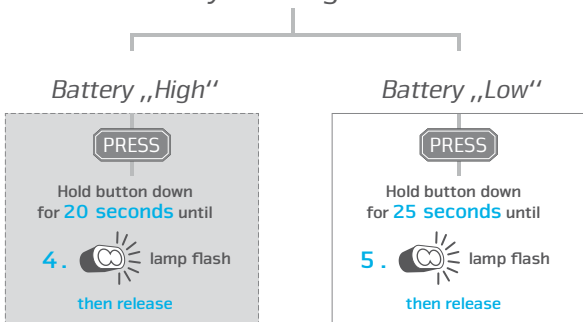 Battery „High“
PRESS
Hold button down
for 20 seconds until
4. lamp flash
then release
Battery „Low“
PRESS
Hold button down
for 25 seconds until
5. lamp flash
then release